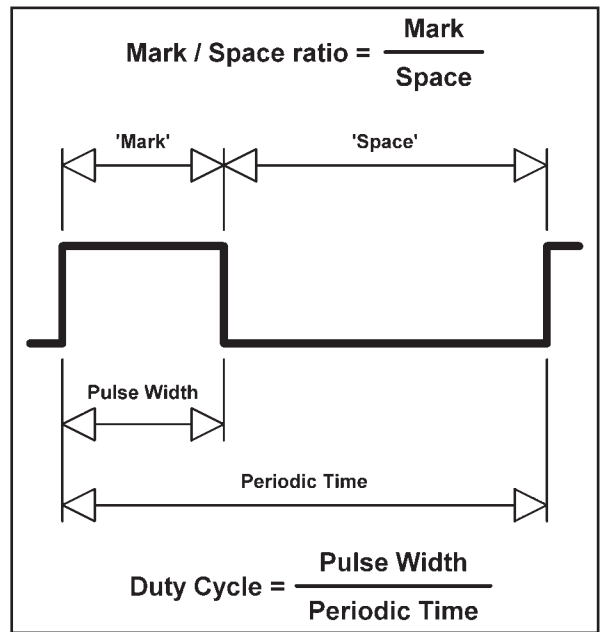 Mark / Space ratio = Mark
Space
'Mark' 'Space'
Pulse Width
Periodic Time
Duty Cycle = Pulse Width
Periodic Time